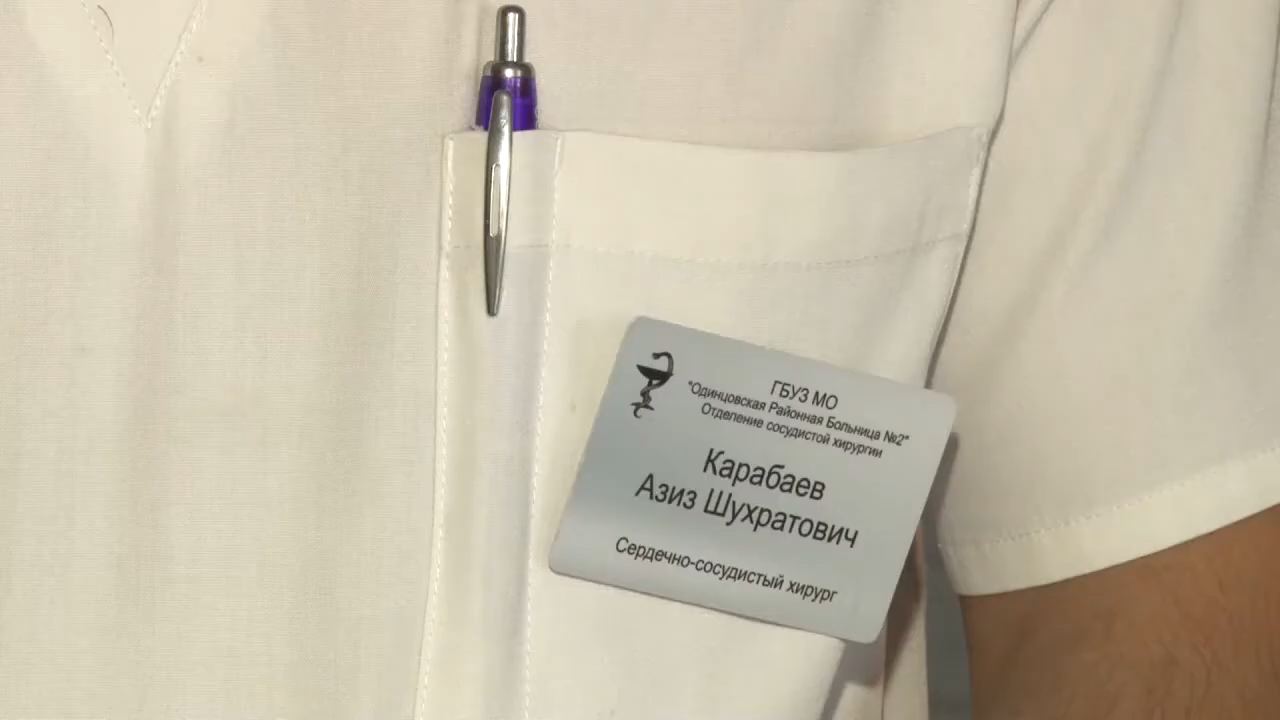 ГБУЗ МО
"Одинцовская Районная Больница №2"
Отделение сосудистой хирургии
Карабаев
Азиз Шухратович
Сердечно-сосудистый хирург